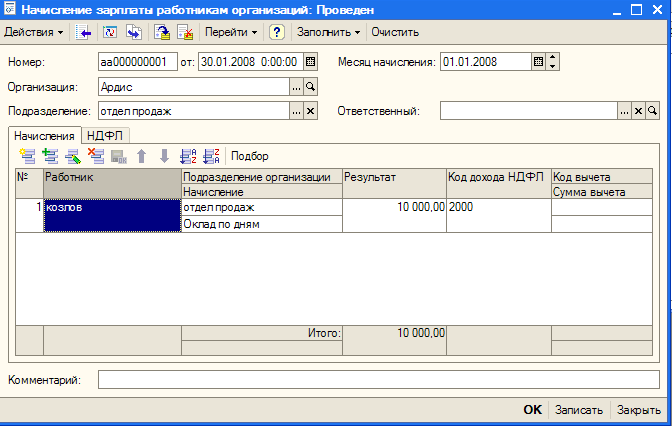 Начисление зарплаты работникам организаций: Проведен
Действия Перейти ? Заполнить Очистить
Номер: аа000000001 от: 30.01.2008 0:00:00 Месяц начисления: 01.01.2008
Организация: Ардис ...
Подразделение: отдел продаж ... Ответственный: ...
Начисления НДФЛ
Подбор
№ Работник Подразделение организации Результат Код дохода НДФЛ Код вычета
Начисление Сумма вычета
1 козлов отдел продаж 10 000,00 2000
Оклад по дням
Итого: 10 000,00
Комментарий:
OK Записать Закрыть